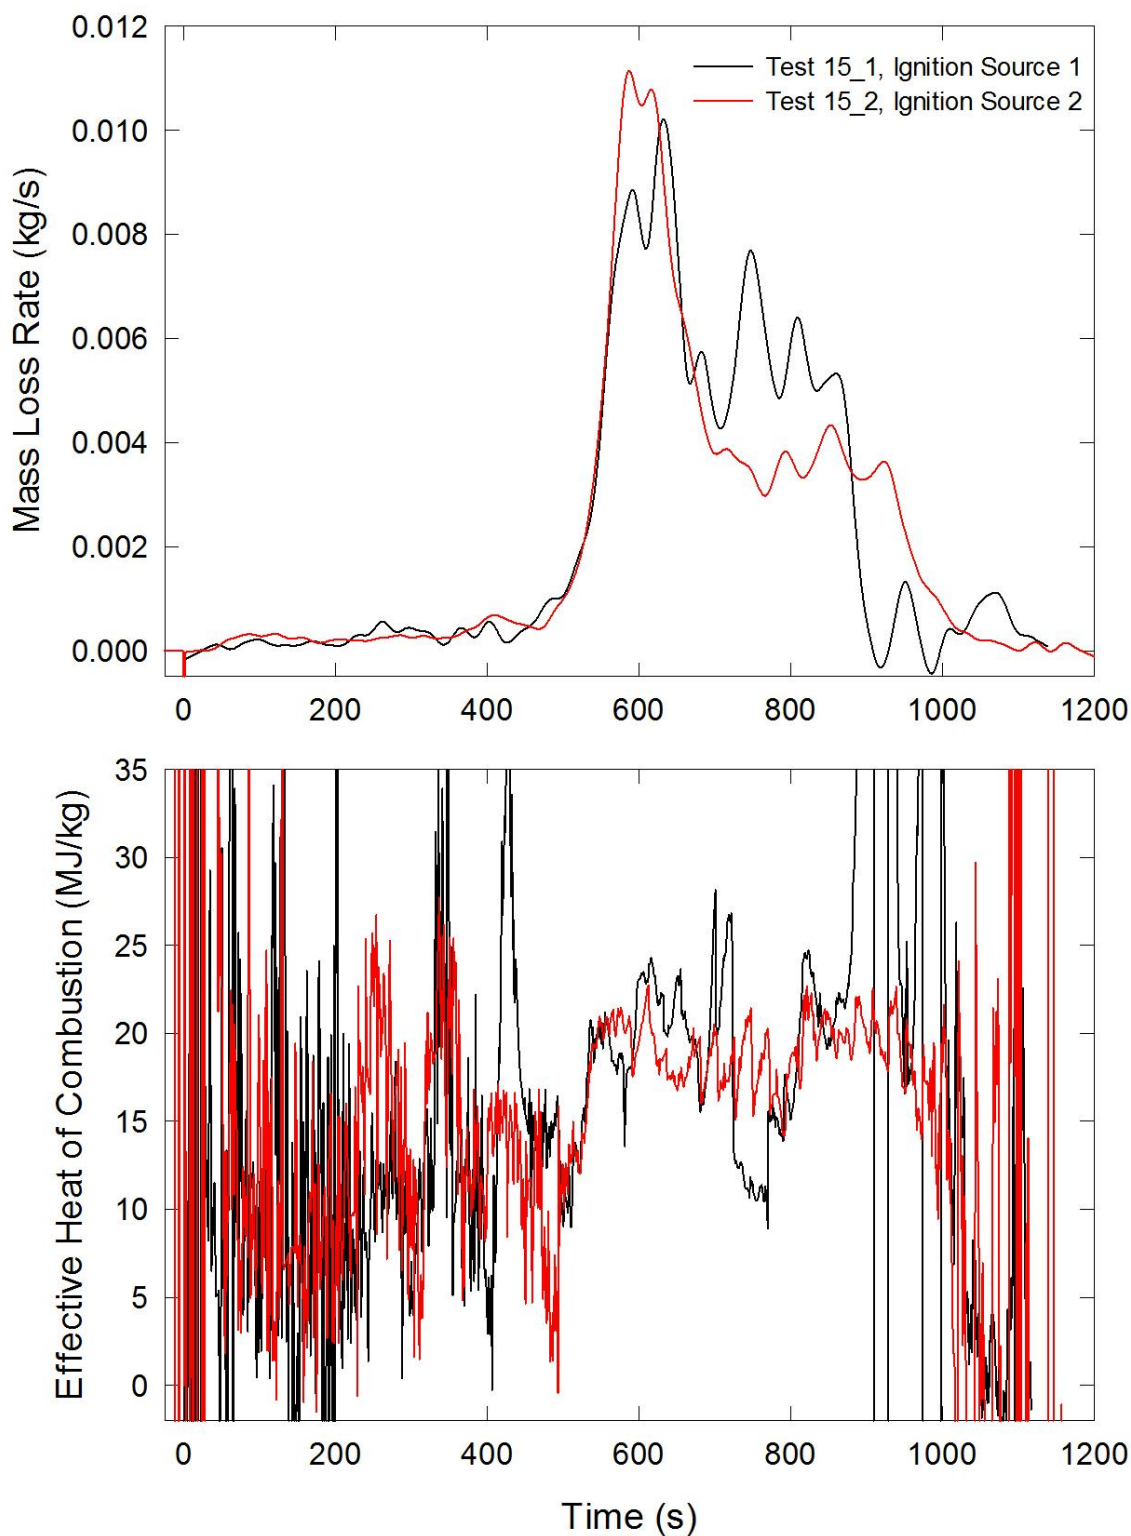 0.012
0.010
0.008
0.006
0.004
0.002
0.000
Mass Loss Rate (kg/s)
Test 15_1, Ignition Source 1
Test 15_2, Ignition Source 2
0 200 400 600 800 1000 1200
35
30
25
20
15
10
5
0
Effective Heat of Combustion (MJ/kg)
0 200 400 600 800 1000 1200
Time (s)